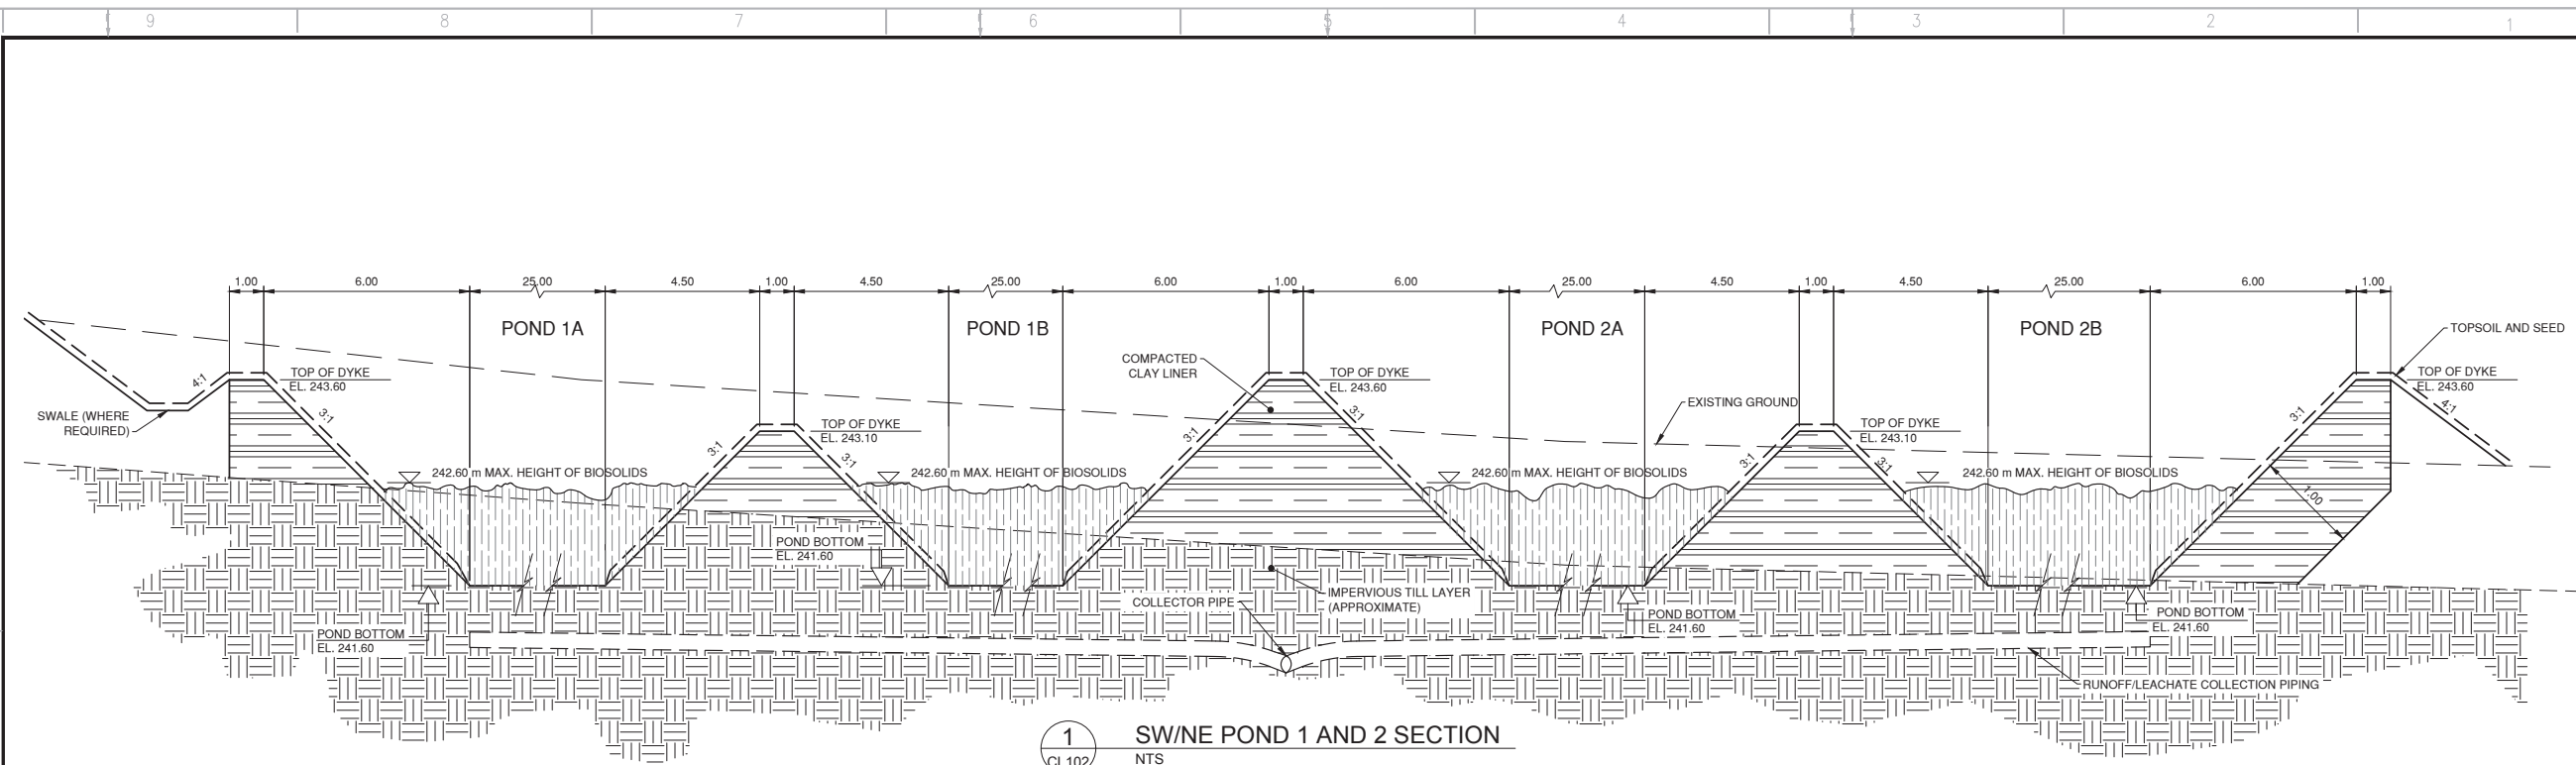 9 8 7 6 5 4 3 2 1
1.00 6.00 25.00 4.50 1.00 4.50 25.00 6.00 1.00 6.00 25.00 4.50 1.00 4.50 25.00 6.00 1.00
POND 1A
POND 1B
POND 2A
POND 2B
TOPSOIL AND SEED
COMPACTED
CLAY LINER
4:1
TOP OF DYKE
EL. 243.60
3:1
SWALE (WHERE
REQUIRED)
3:1
TOP OF DYKE
EL. 243.10
3:1
3:1
TOP OF DYKE
EL. 243.60
3:1
EXISTING GROUND
3:1
TOP OF DYKE
EL. 243.10
3:1
3:1
TOP OF DYKE
EL. 243.60
4:1
242.60 m MAX. HEIGHT OF BIOSOLIDS
242.60 m MAX. HEIGHT OF BIOSOLIDS
242.60 m MAX. HEIGHT OF BIOSOLIDS
242.60 m MAX. HEIGHT OF BIOSOLIDS
1.00
POND BOTTOM
EL. 241.60
POND BOTTOM
EL. 241.60
COLLECTOR PIPE
IMPERVIOUS TILL LAYER
(APPROXIMATE)
POND BOTTOM
EL. 241.60
POND BOTTOM
EL. 241.60
RUNOFF/LEACHATE COLLECTION PIPING
1
CL102
SW/NE POND 1 AND 2 SECTION
NTS